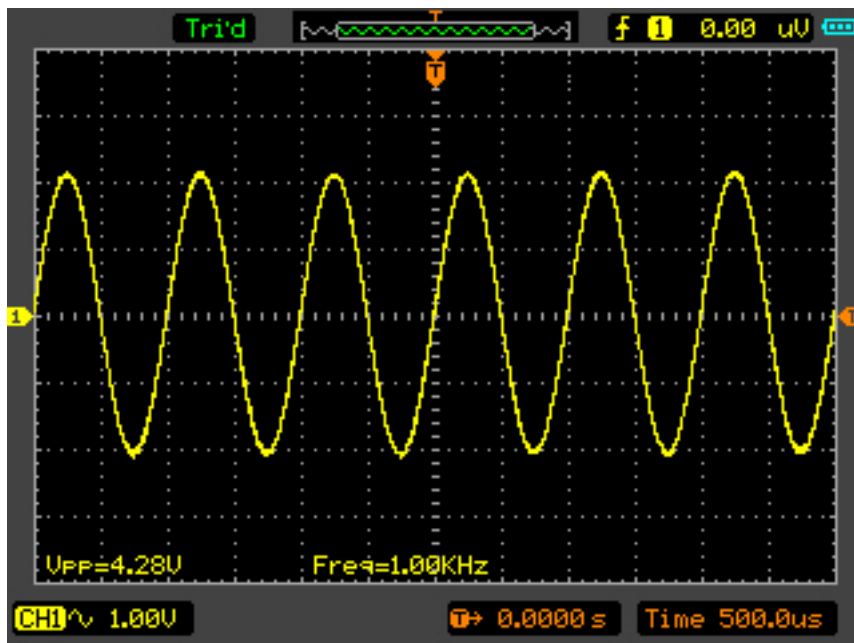 Tri'd T 1 0.00 uV
T
1 T
Vpp=4.28V Freq=1.00KHz
CH1 1.00V T 0.0000s Time 500.0us